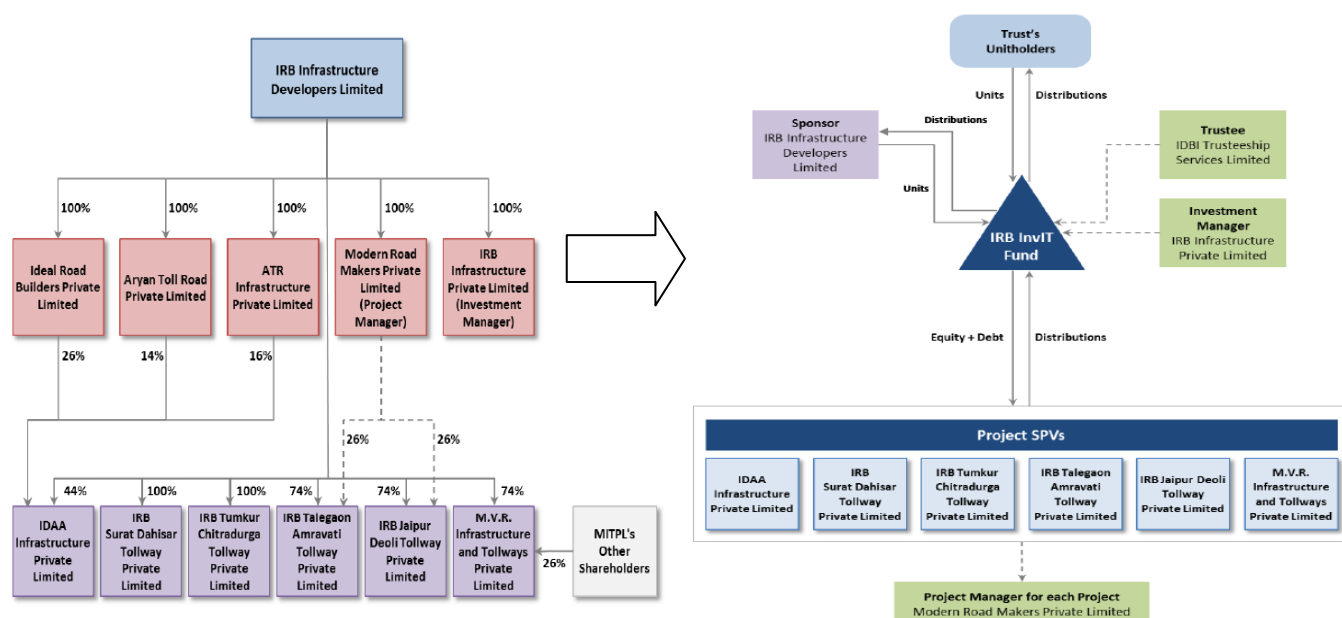 IRB Infrastructure
Developers Limited
100%
100%
100%
100%
100%
Ideal Road
Builders Private
Limited
Aryan Toll Road
Private Limited
ATR
Infrastructure
Private Limited
Modern Road
Makers Private
Limited
(Project
Manager)
IRB
Infrastructure
Private Limited
(Investment
Manager)
26%
14%
16%
26%
26%
44%
100%
100%
74%
74%
74%
IDAA
Infrastructure
Private
Limited
IRB
Surat Dahisar
Tollway
Private
Limited
IRB Tumkur
Chitradurga
Tollway
Private
Limited
IRB Talegaon
Amravati
Tollway
Private
Limited
IRB Jaipur
Deoli Tollway
Private
Limited
M.V.R.
Infrastructure
and Tollways
Private
Limited
26%
MITPL's
Other
Shareholders
Trust's
Unitholders
Units
Distributions
Sponsor
IRB Infrastructure
Developers
Limited
Distributions
Units
Trustee
IDBI Trusteeship
Services Limited
Investment
Manager
IRB Infrastructure
Private Limited
IRB InvIT
Fund
Equity + Debt
Distributions
Project SPVs
IDAA
Infrastructure
Private Limited
IRB
Surat Dahisar
Tollway
Private Limited
IRB Tumkur
Chitradurga
Tollway
Private Limited
IRB Talegaon
Amravati
Tollway
Private Limited
IRB Jaipur Deoli
Tollway
Private Limited
M.V.R.
Infrastructure
and Tollways
Private Limited
Project Manager for each Project
Modern Road Makers Private Limited